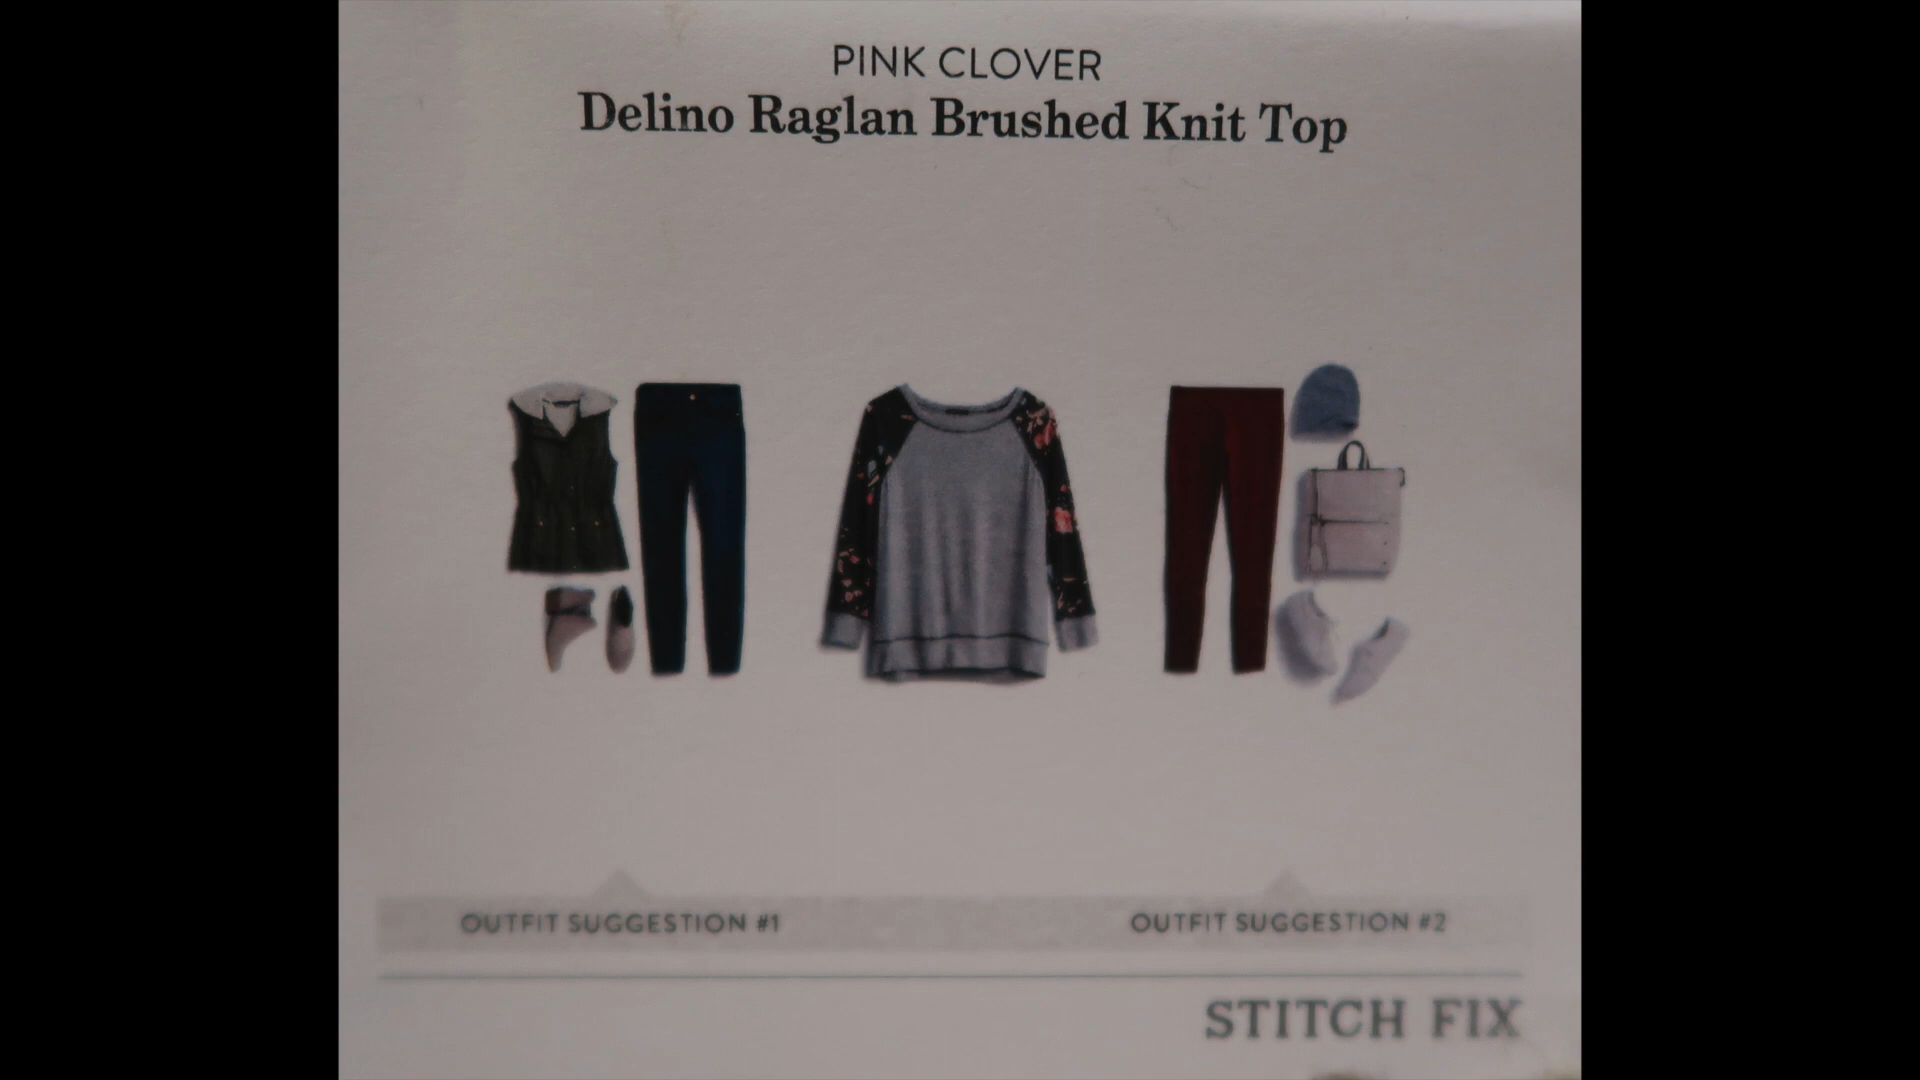 PINK CLOVER
Delino Raglan Brushed Knit Top
OUTFIT SUGGESTION #1
OUTFIT SUGGESTION #2
STITCH FIX